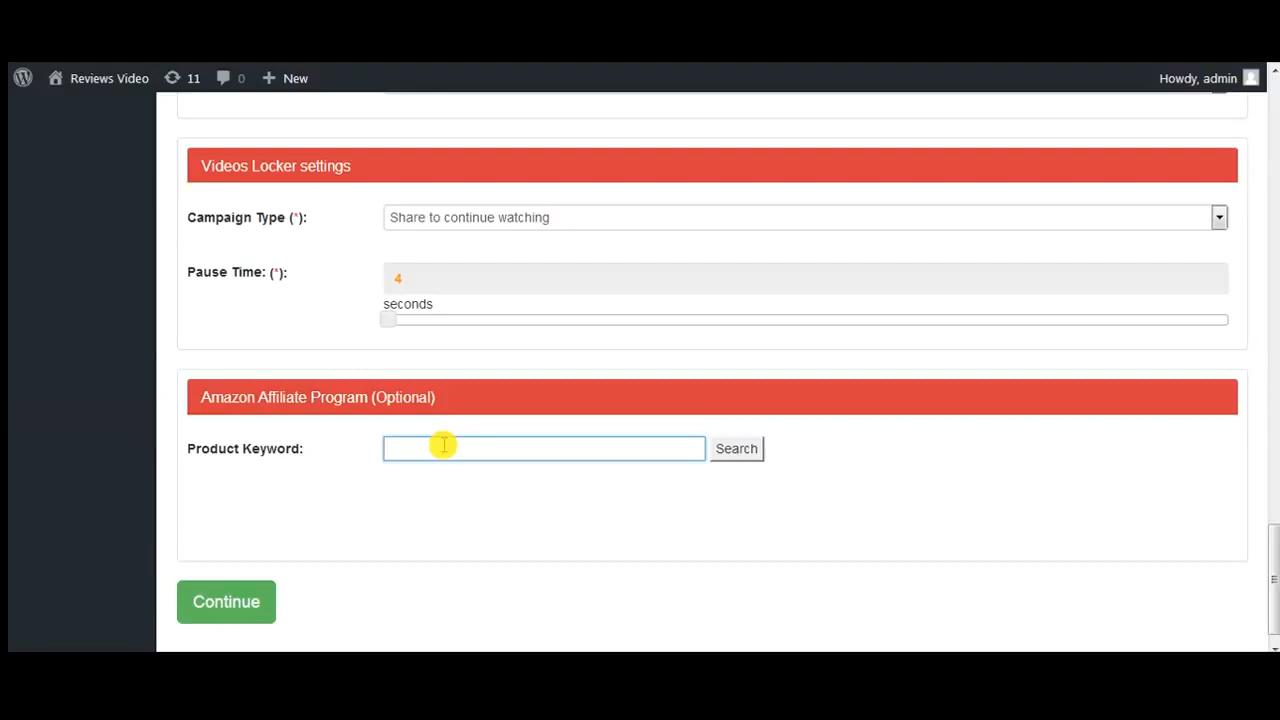 Reviews Video 11 0 New Howdy, admin
Videos Locker settings
Campaign Type (*): Share to continue watching
Pause Time: (*): 4
seconds
Amazon Affiliate Program (Optional)
Product Keyword: Search
Continue